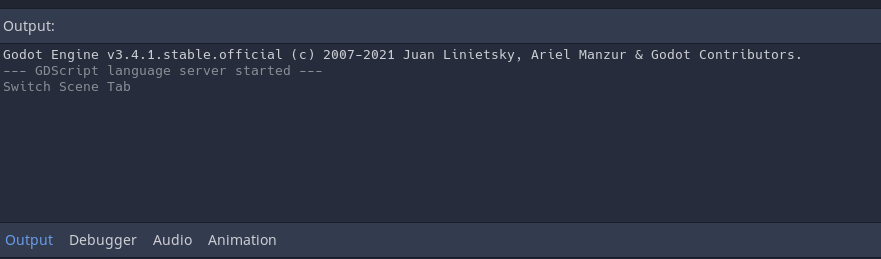 Output:
Godot Engine v3.4.1.stable.official (c) 2007-2021 Juan Linietsky, Ariel Manzur & Godot Contributors.
--- GDScript language server started ---
Switch Scene Tab
Output Debugger Audio Animation